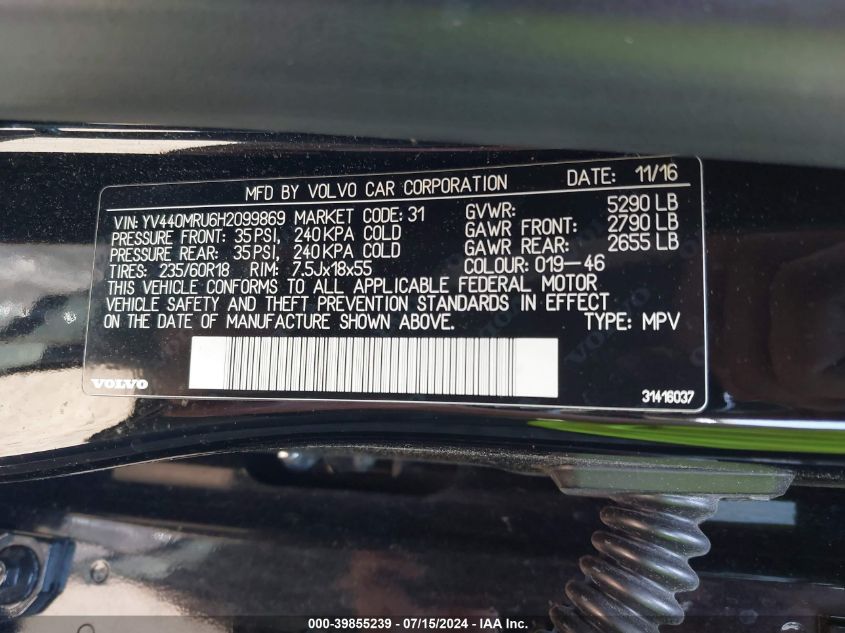 MFD BY VOLVO CAR CORPORATION DATE: 11/16
VIN: YV440MRU6H2099869 MARKET CODE: 31 GVWR: 5290 LB
PRESSURE FRONT: 35 PSI, 240 KPA COLD GAWR FRONT: 2790 LB
PRESSURE REAR: 35 PSI, 240 KPA COLD GAWR REAR: 2655 LB
TIRES: 235/60R18 RIM: 7.5Jx18x55 COLOUR: 019-46
THIS VEHICLE CONFORMS TO ALL APPLICABLE FEDERAL MOTOR
VEHICLE SAFETY AND THEFT PREVENTION STANDARDS IN EFFECT
ON THE DATE OF MANUFACTURE SHOWN ABOVE. TYPE: MPV
VOLVO 31416037
000-39855239 - 07/15/2024 - IAA Inc.